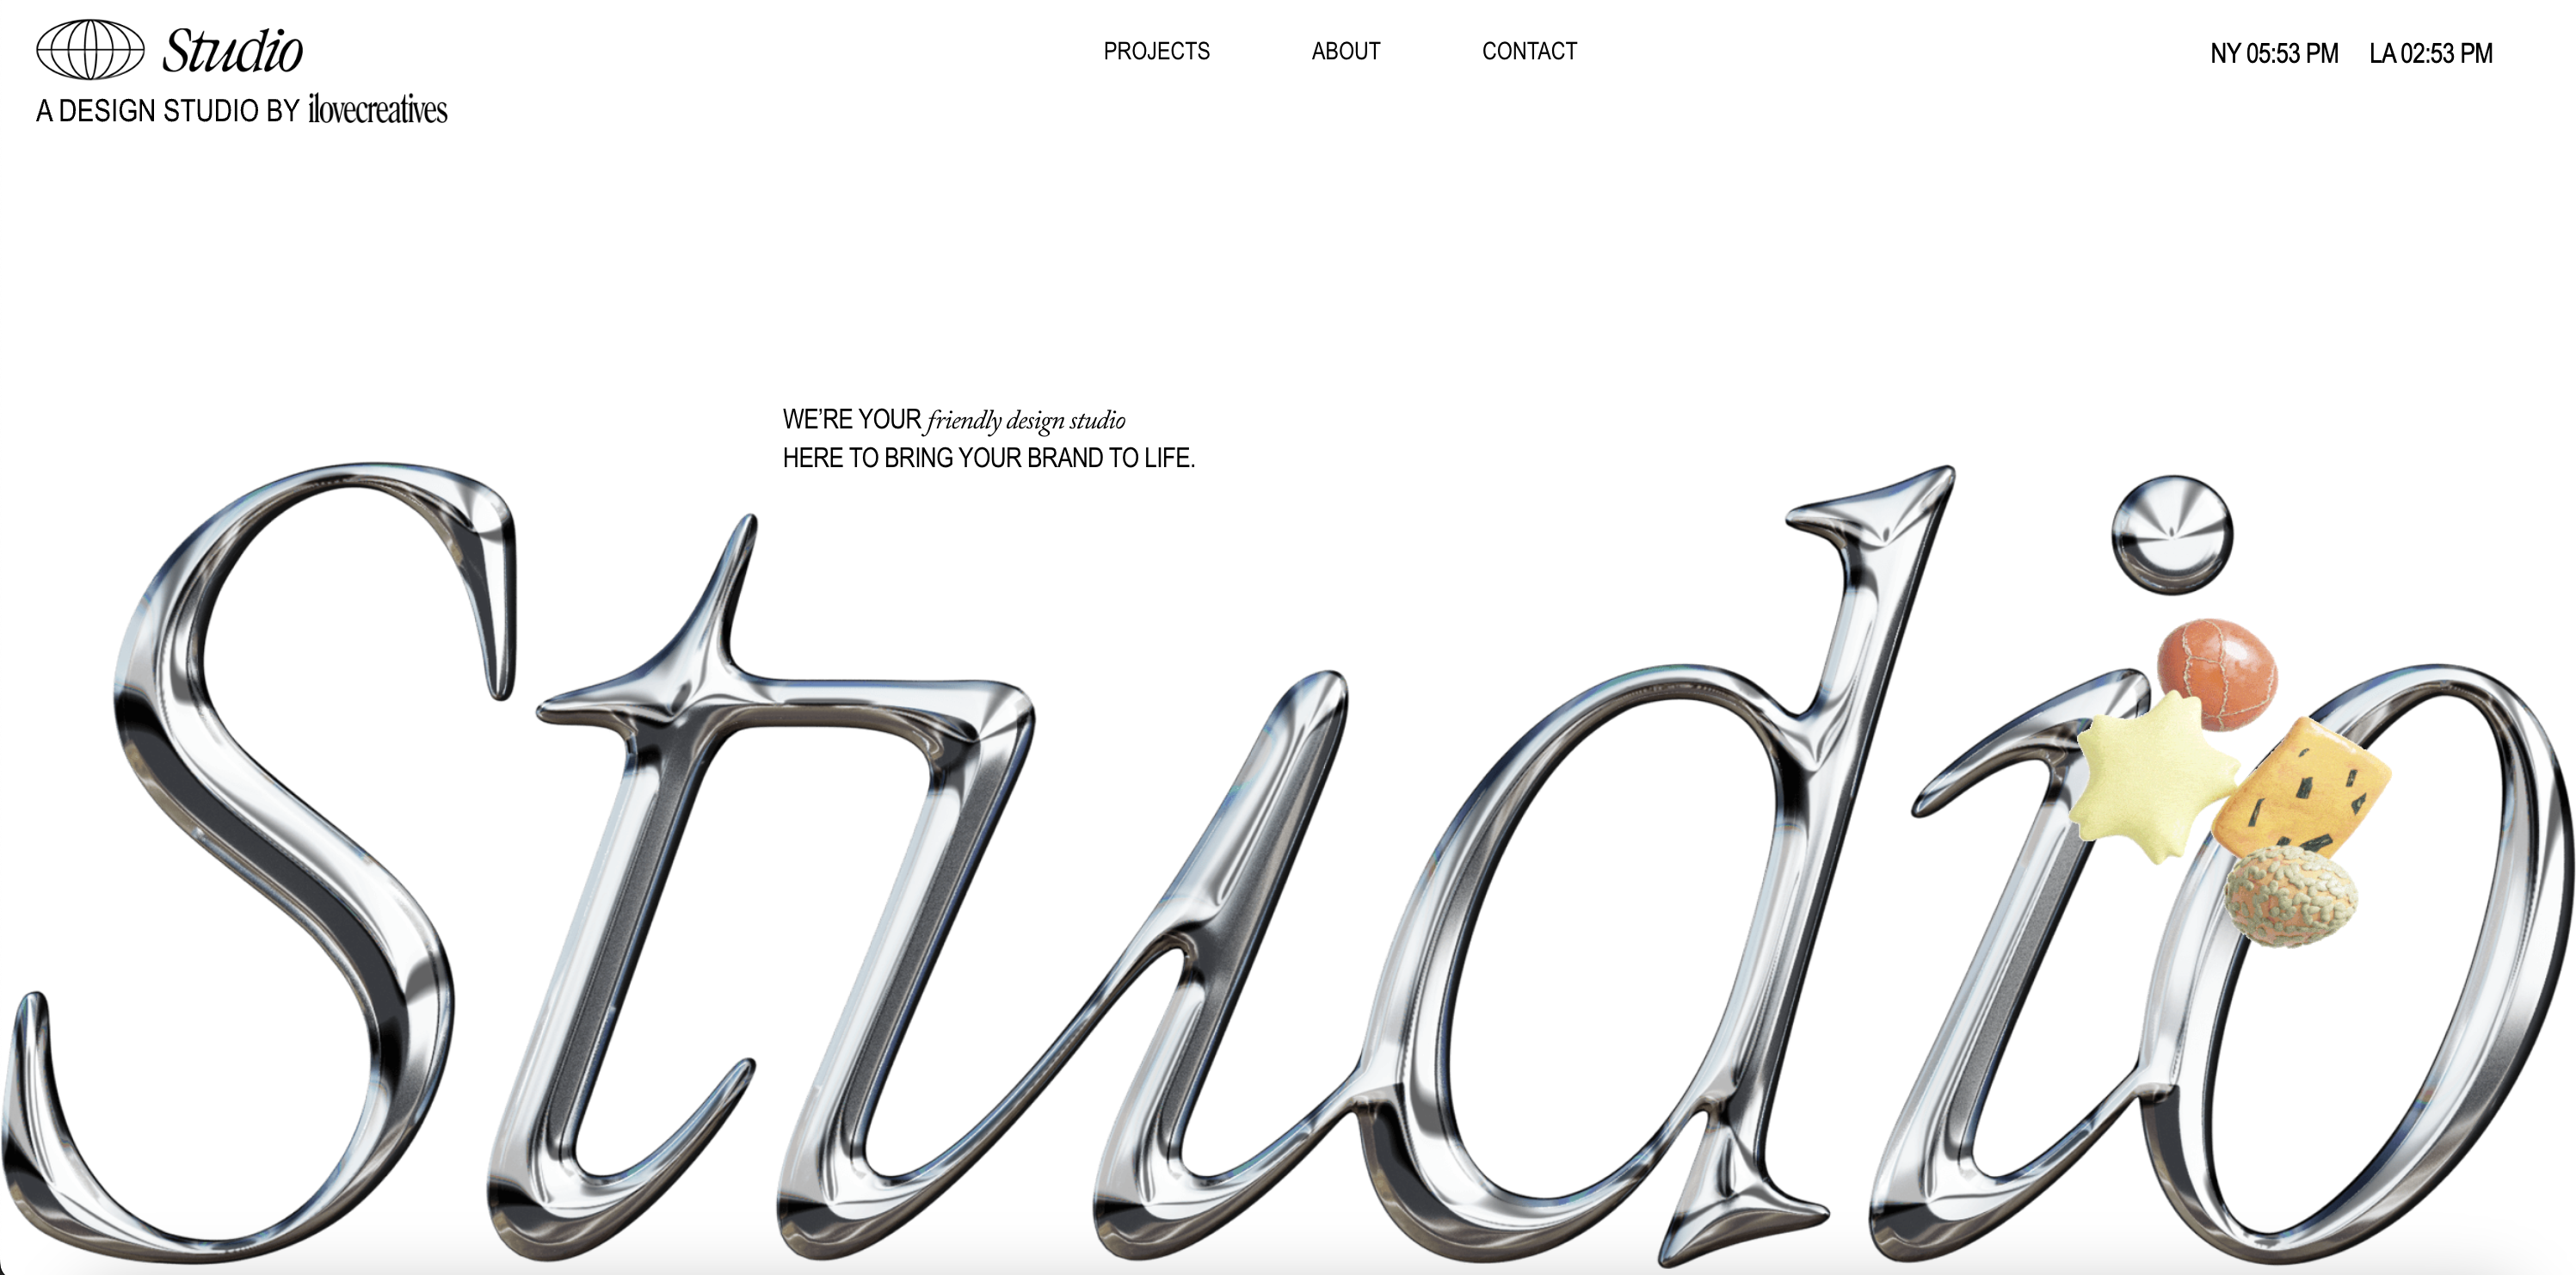 Studio
A DESIGN STUDIO BY ilovecreatives
PROJECTS
ABOUT
CONTACT
NY 05:53 PM
LA 02:53 PM
WE’RE YOUR friendly design studio
HERE TO BRING YOUR BRAND TO LIFE.
Studio